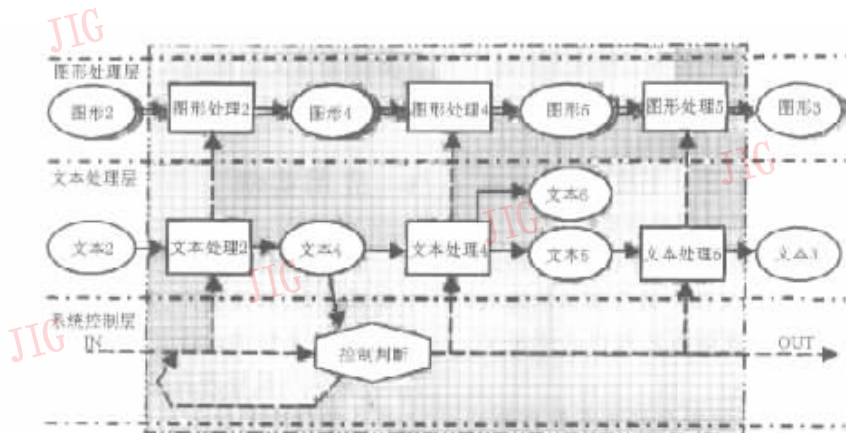 JIG
图形处理层
图形2 图形处理2 图形4 图形处理4 图形5 图形处理5 图形3
文本处理层
JIG
文本6
JIG
文本2 文本处理2 文本4 文本处理4 文本5 文本处理5 文本3
JIG
系统控制层
JIG
IN 控制判断 OUT